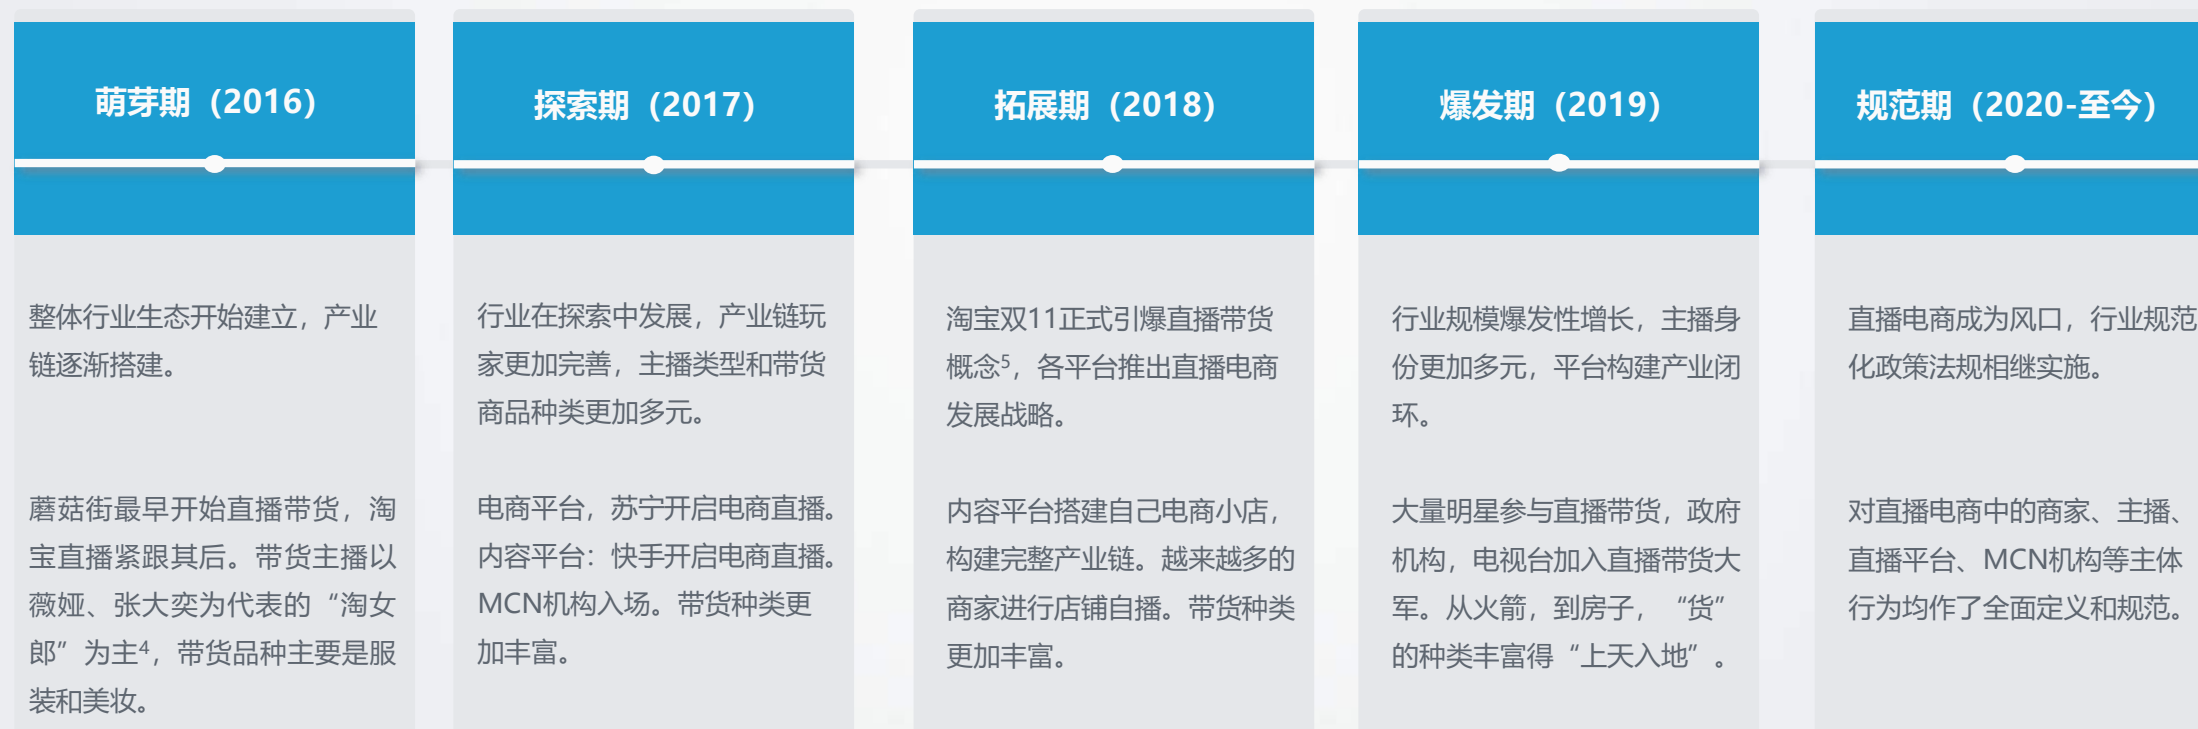 萌芽期（2016）
整体行业生态开始建立，产业
链逐渐搭建。
蘑菇街最早开始直播带货，淘
宝直播紧跟其后。带货主播以
薇娅、张大奕为代表的“淘女
郎”为主4，带货品种主要是服
装和美妆。
探索期（2017）
行业在探索中发展，产业链玩
家更加完善，主播类型和带货
商品种类更加多元。
电商平台，苏宁开启电商直播。
内容平台：快手开启电商直播。
MCN机构入场。带货种类更
加丰富。
拓展期（2018）
淘宝双11正式引爆直播带货
概念5，各平台推出直播电商
发展战略。
内容平台搭建自己电商小店，
构建完整产业链。越来越多的
商家进行店铺自播。带货种类
更加丰富。
爆发期（2019）
行业规模爆发性增长，主播身
份更加多元，平台构建产业闭
环。
大量明星参与直播带货，政府
机构，电视台加入直播带货大
军。从火箭，到房子，“货”
的种类丰富得“上天入地”。
规范期（2020-至今）
直播电商成为风口，行业规范
化政策法规相继实施。
对直播电商中的商家、主播、
直播平台、MCN机构等主体
行为均作了全面定义和规范。